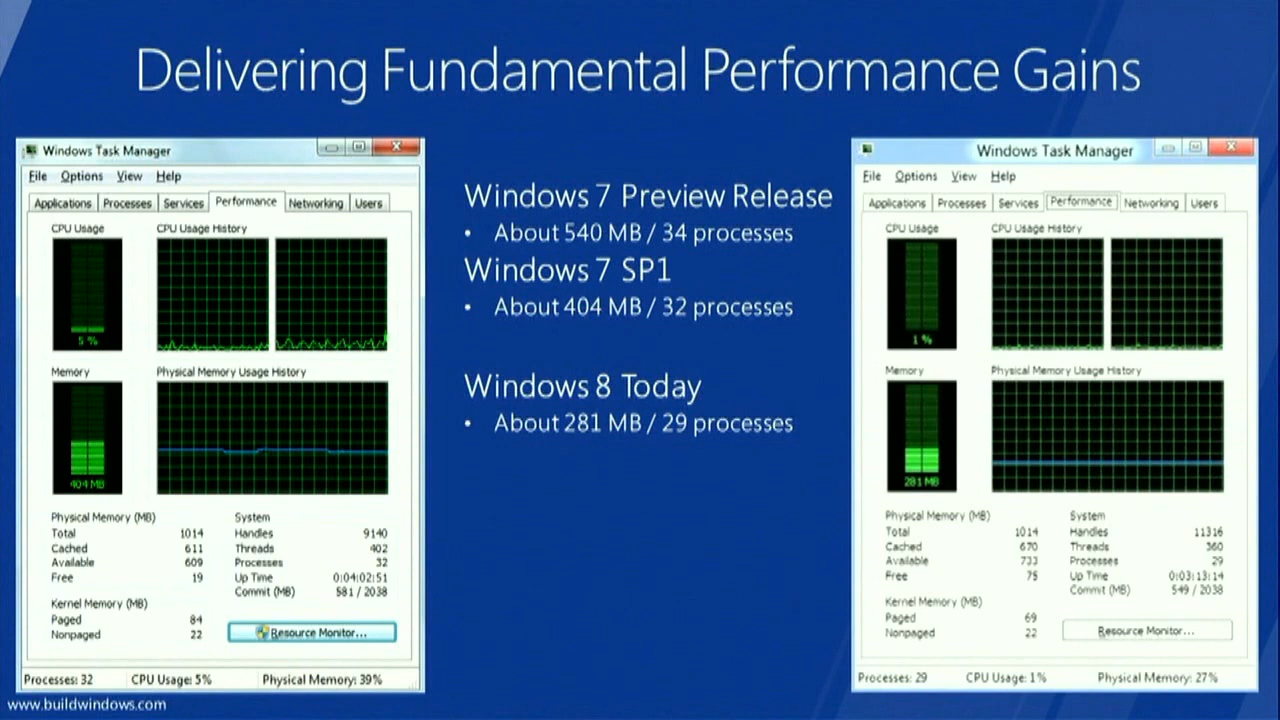 Delivering Fundamental Performance Gains
Windows Task Manager
File Options View Help
Applications Processes Services Performance Networking Users
CPU Usage CPU Usage History
5 %
Memory Physical Memory Usage History
404 MB
Physical Memory (MB)
Total 1014
Cached 611
Available 609
Free 19
Kernel Memory (MB)
Paged 84
Nonpaged 22
System
Handles 9140
Threads 402
Processes 32
Up Time 0:04:02:51
Commit (MB) 581 / 2038
Resource Monitor...
Processes: 32 CPU Usage: 5% Physical Memory: 39%
Windows 7 Preview Release
• About 540 MB / 34 processes
Windows 7 SP1
• About 404 MB / 32 processes
Windows 8 Today
• About 281 MB / 29 processes
Windows Task Manager
File Options View Help
Applications Processes Services Performance Networking Users
CPU Usage CPU Usage History
1 %
Memory Physical Memory Usage History
281 MB
Physical Memory (MB)
Total 1014
Cached 670
Available 733
Free 75
Kernel Memory (MB)
Paged 69
Nonpaged 22
System
Handles 11316
Threads 360
Processes 29
Up Time 0:03:13:14
Commit (MB) 549 / 2038
Resource Monitor...
Processes: 29 CPU Usage: 1% Physical Memory: 27%
www.buildwindows.com